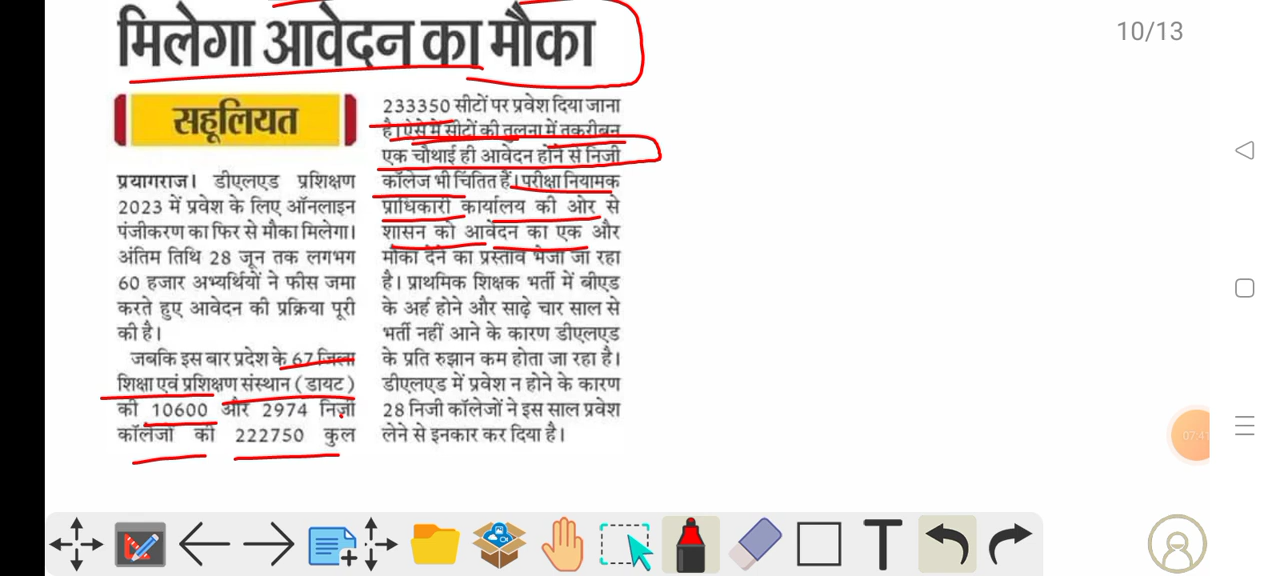 मिलेगा आवेदन का मौका
10/13
सहूलियत
प्रयागराज। डीएलएड प्रशिक्षण
2023 में प्रवेश के लिए ऑनलाइन
पंजीकरण का फिर से मौका मिलेगा।
अंतिम तिथि 28 जून तक लगभग
60 हजार अभ्यर्थियों ने फीस जमा
करते हुए आवेदन की प्रक्रिया पूरी
की है।
जबकि इस बार प्रदेश के 67 जिला
शिक्षा एवं प्रशिक्षण संस्थान (डायट)
की 10600 और 2974 निजी
कॉलेजों की 222750 कुल
233350 सीटों पर प्रवेश दिया जाना
है। ऐसे में सीटों की तुलना में तकरीबन
एक चौथाई ही आवेदन होने से निजी
कॉलेज भी चिंतित हैं। परीक्षा नियामक
प्राधिकारी कार्यालय की ओर से
शासन को आवेदन का एक और
मौका देने का प्रस्ताव भेजा जा रहा
है। प्राथमिक शिक्षक भर्ती में बीएड
के अर्ह होने और साढ़े चार साल से
भर्ती नहीं आने के कारण डीएलएड
के प्रति रुझान कम होता जा रहा है।
डीएलएड में प्रवेश न होने के कारण
28 निजी कॉलेजों ने इस साल प्रवेश
लेने से इनकार कर दिया है।
T